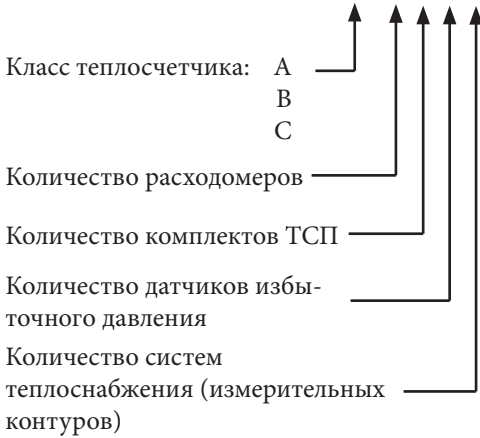 Класс теплосчетчика: А
В
С
Количество расходомеров
Количество комплектов ТСП
Количество датчиков избы-
точного давления
Количество систем
теплоснабжения (измерительных
контуров)